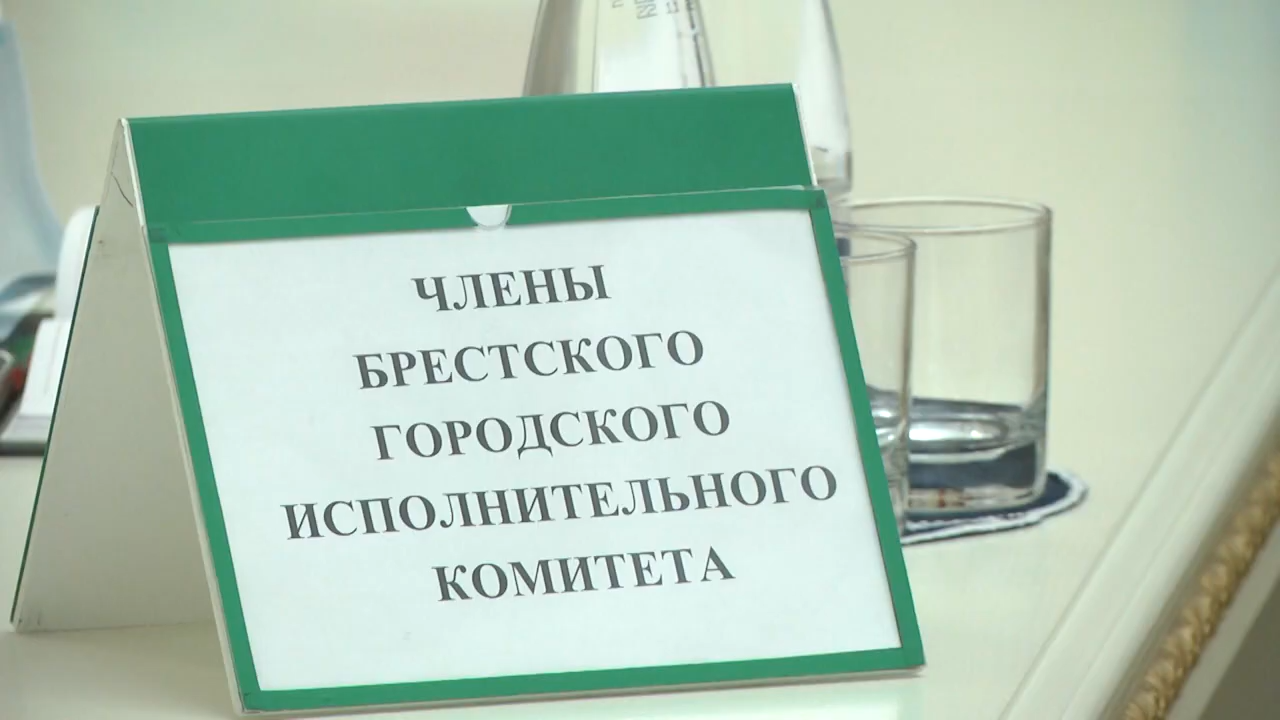 ЧЛЕНЫ
БРЕСТСКОГО
ГОРОДСКОГО
ИСПОЛНИТЕЛЬНОГО
КОМИТЕТА